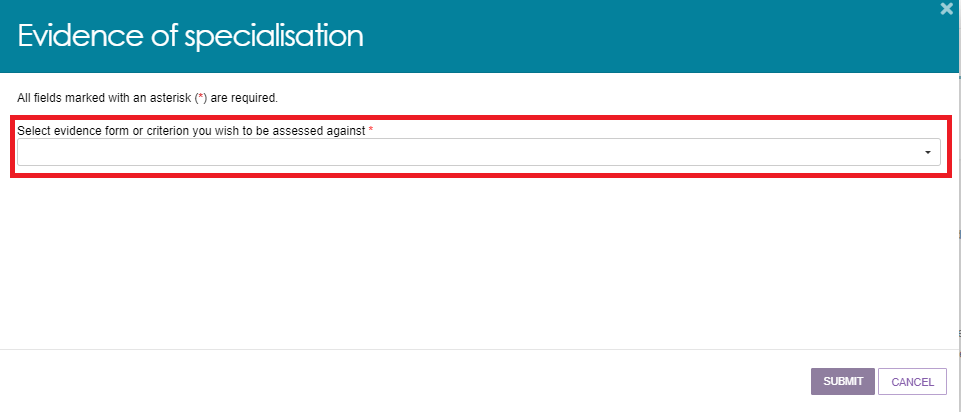 Evidence of specialisation
All fields marked with an asterisk (*) are required.
Select evidence form or criterion you wish to be assessed against *
SUBMIT
CANCEL